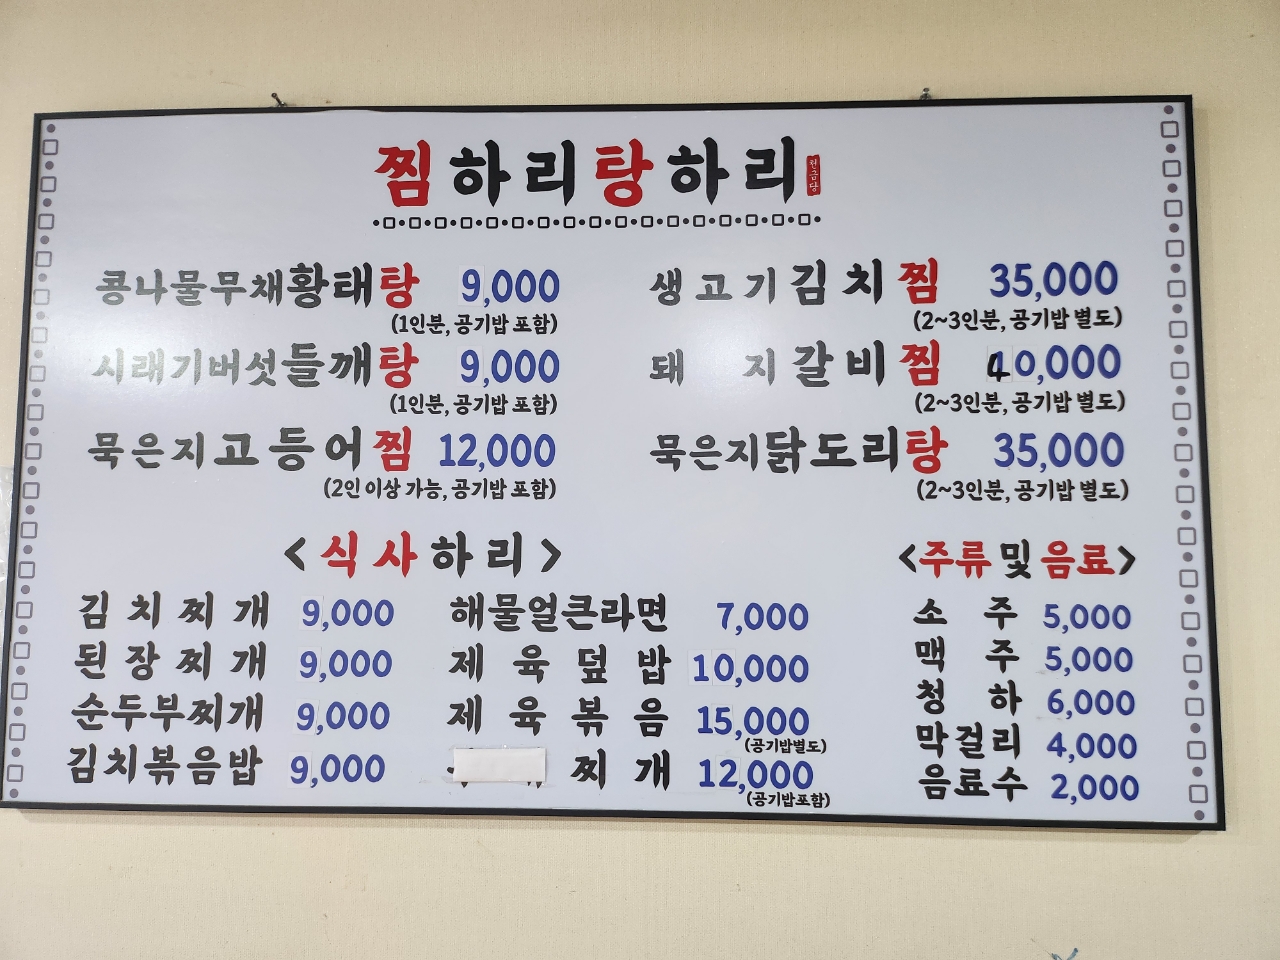 찜하리탕하리
콩나물무채황태탕 9,000
(1인분, 공기밥 포함)
시래기버섯들깨탕 9,000
(1인분, 공기밥 포함)
묵은지고등어찜 12,000
(2인 이상 가능, 공기밥 포함)
생고기김치찜 35,000
(2~3인분, 공기밥 별도)
돼지갈비찜 40,000
(2~3인분, 공기밥 별도)
묵은지닭도리탕 35,000
(2~3인분, 공기밥 별도)
<식사하리>
김치찌개 9,000
된장찌개 9,000
순두부찌개 9,000
김치볶음밥 9,000
해물얼큰라면 7,000
제육덮밥 10,000
제육볶음 15,000
(공기밥별도)
찌개 12,000
(공기밥포함)
<주류 및 음료>
소주 5,000
맥주 5,000
청하 6,000
막걸리 4,000
음료수 2,000